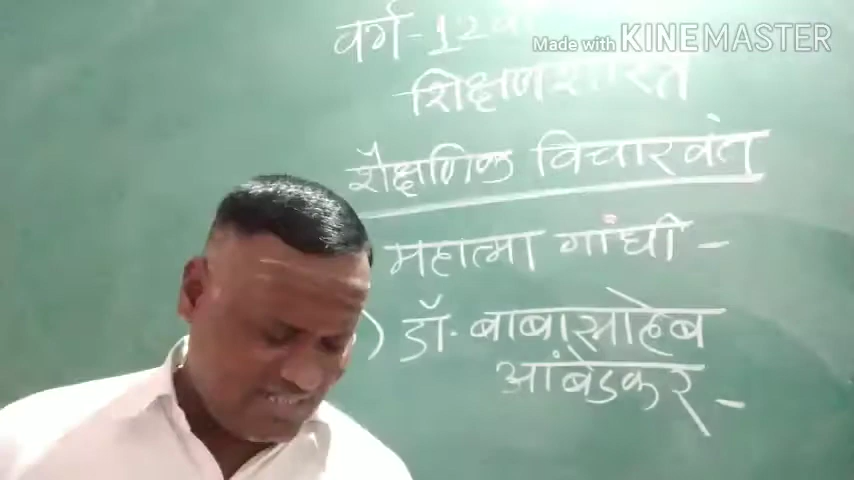 Made with KINEMASTER
वर्ग - 12 वा
शिक्षणशास्त्र
शैक्षणिक विचारवंत
महात्मा गांधी -
) डॉ. बाबासाहेब
आंबेडकर -